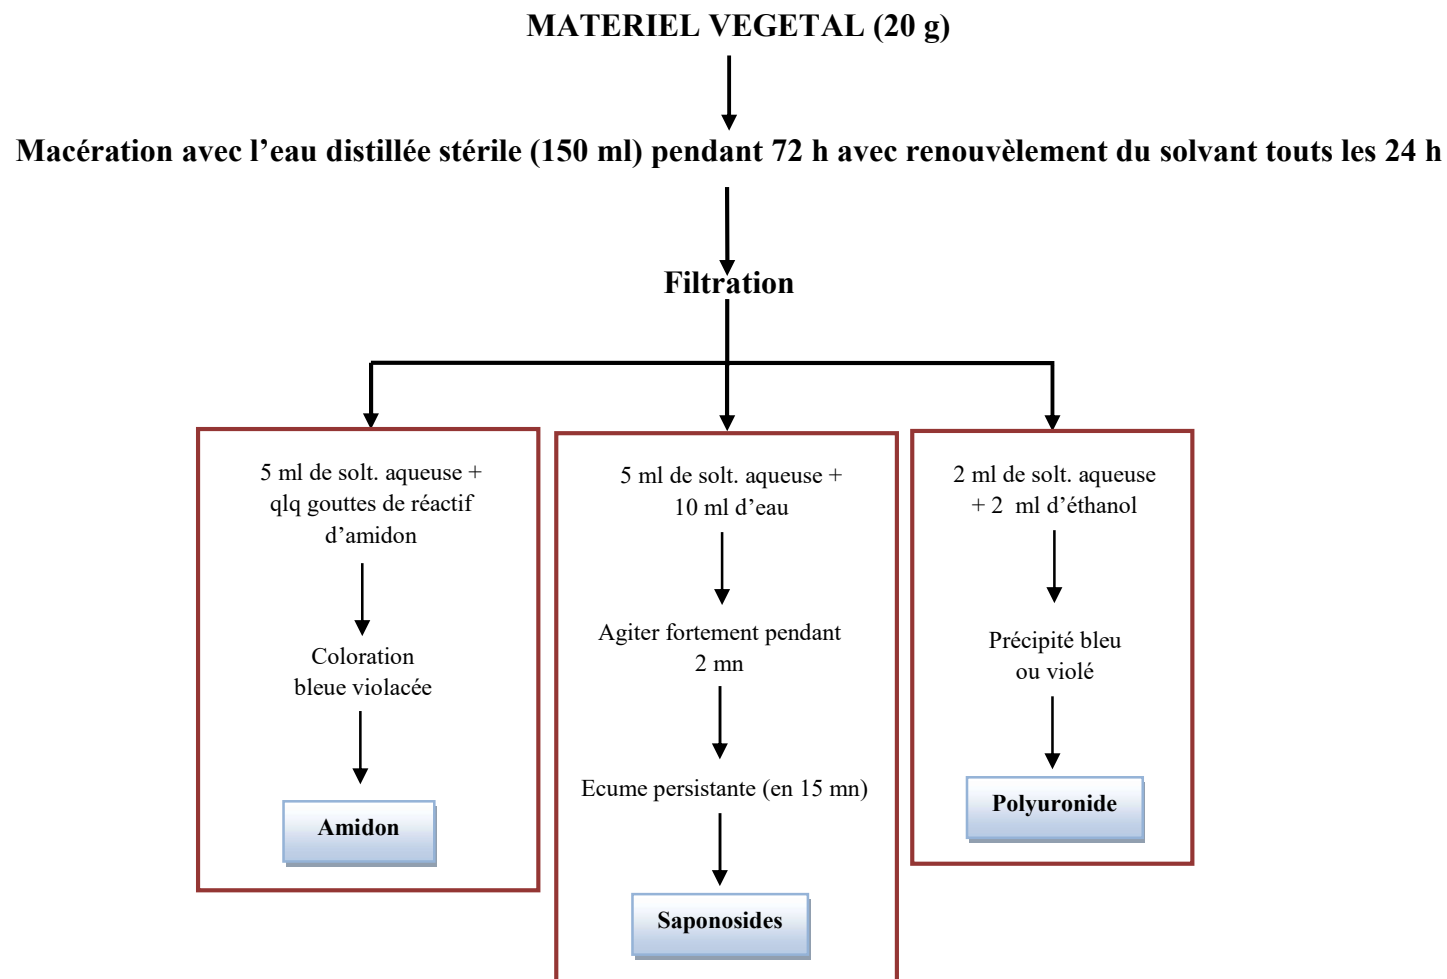 MATERIEL VEGETAL (20 g)
Macération avec l’eau distillée stérile (150 ml) pendant 72 h avec renouvèlement du solvant touts les 24 h
Filtration
5 ml de solt. aqueuse +
qlq gouttes de réactif
d’amidon
Coloration
bleue violacée
Amidon
5 ml de solt. aqueuse +
10 ml d’eau
Agiter fortement pendant
2 mn
Ecume persistante (en 15 mn)
Saponosides
2 ml de solt. aqueuse
+ 2 ml d’éthanol
Précipité bleu
ou violé
Polyuronide